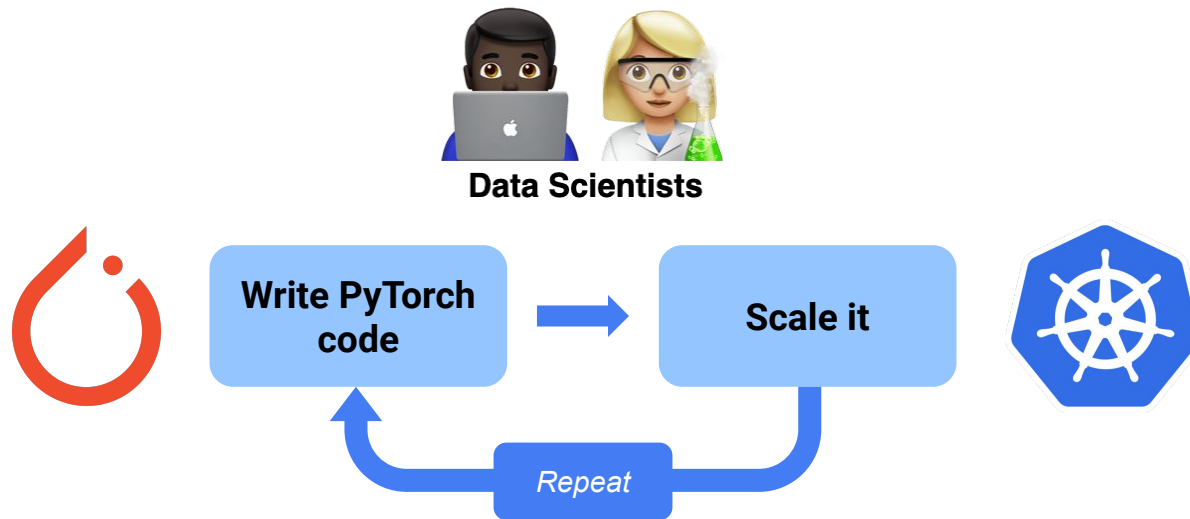 Data Scientists
Write PyTorch
code
Scale it
Repeat